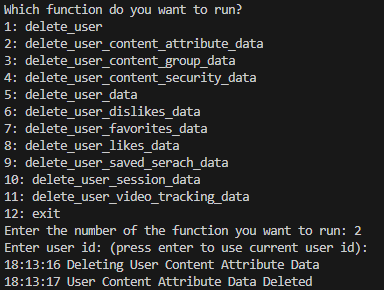 Which function do you want to run?
1: delete_user
2: delete_user_content_attribute_data
3: delete_user_content_group_data
4: delete_user_content_security_data
5: delete_user_data
6: delete_user_dislikes_data
7: delete_user_favorites_data
8: delete_user_likes_data
9: delete_user_saved_serach_data
10: delete_user_session_data
11: delete_user_video_tracking_data
12: exit
Enter the number of the function you want to run: 2
Enter user id: (press enter to use current user id):
18:13:16 Deleting User Content Attribute Data
18:13:17 User Content Attribute Data Deleted